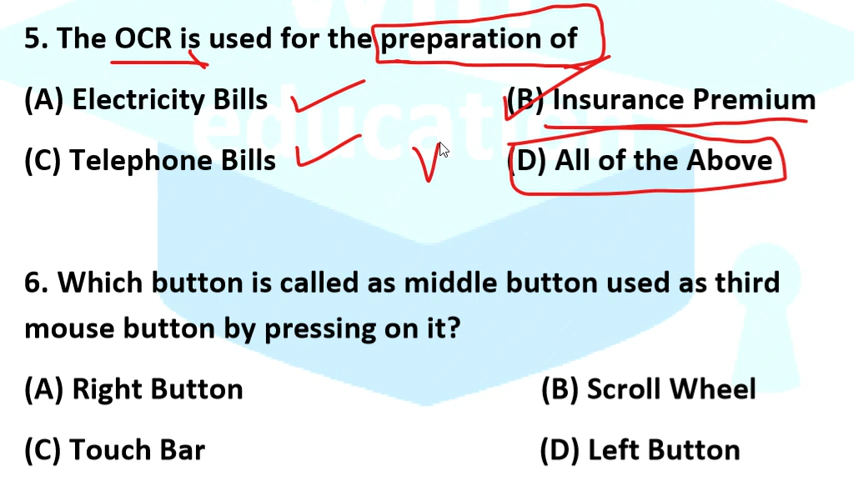 5. The OCR is used for the preparation of
(A) Electricity Bills (B) Insurance Premium
(C) Telephone Bills (D) All of the Above
6. Which button is called as middle button used as third
mouse button by pressing on it?
(A) Right Button (B) Scroll Wheel
(C) Touch Bar (D) Left Button
education